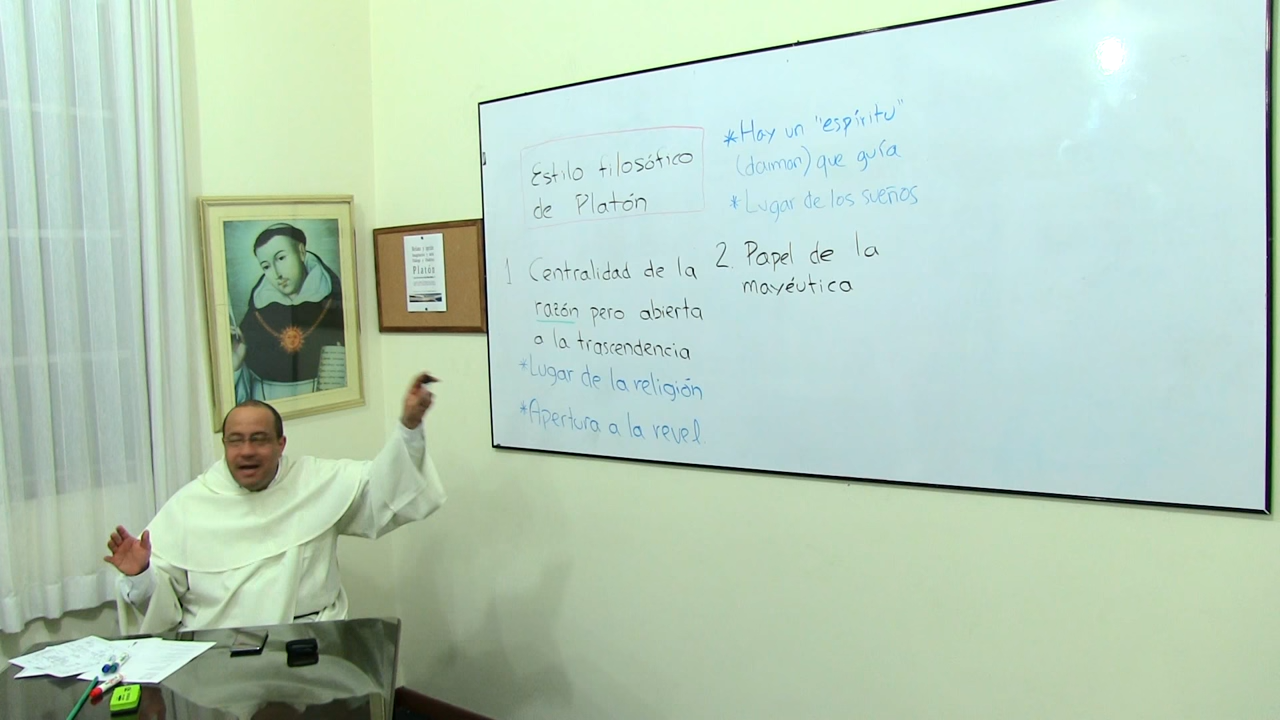 Estilo filosófico
de Platón
1 Centralidad de la
razón pero abierta
a la trascendencia
*Lugar de la religión
*Apertura a la revel.
*Hay un "espíritu"
(daimon) que guía
*Lugar de los sueños
2. Papel de la
mayéutica
Platón